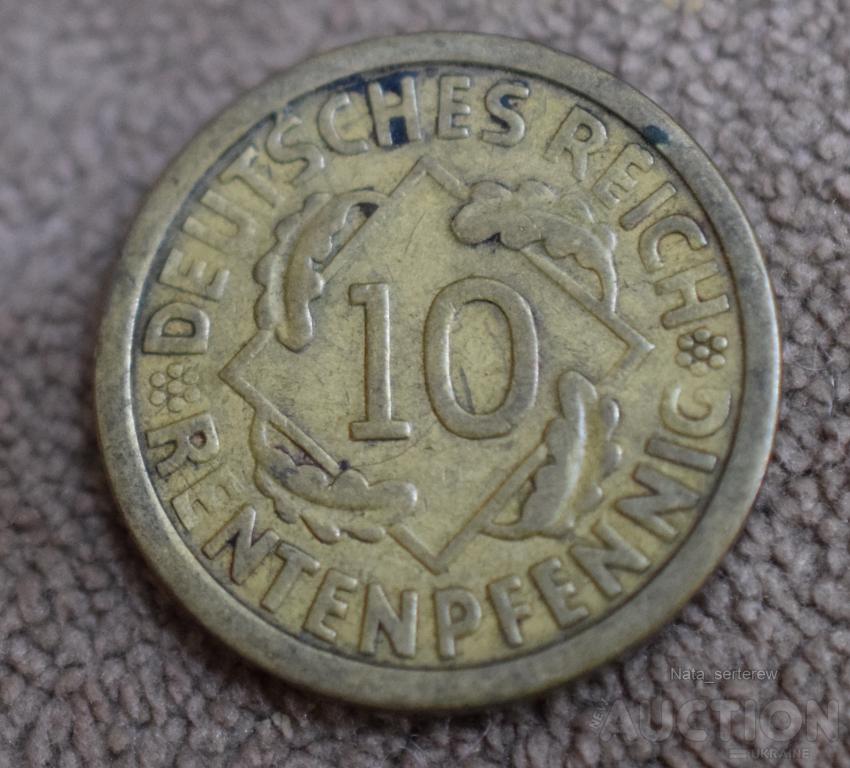 DEUTSCHES REICH
10
RENTENPFENNIG
Nata_serterew
AUCTION
UKRAINE